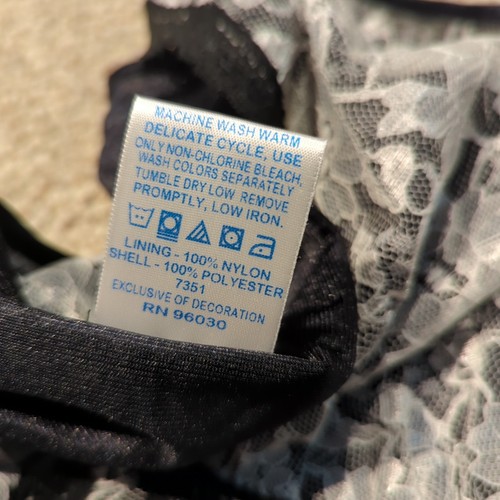 MACHINE WASH WARM
DELICATE CYCLE, USE
ONLY NON-CHLORINE BLEACH,
WASH COLORS SEPARATELY
TUMBLE DRY LOW REMOVE
PROMPTLY, LOW IRON.
LINING - 100% NYLON
SHELL - 100% POLYESTER
7351
EXCLUSIVE OF DECORATION
RN 96030